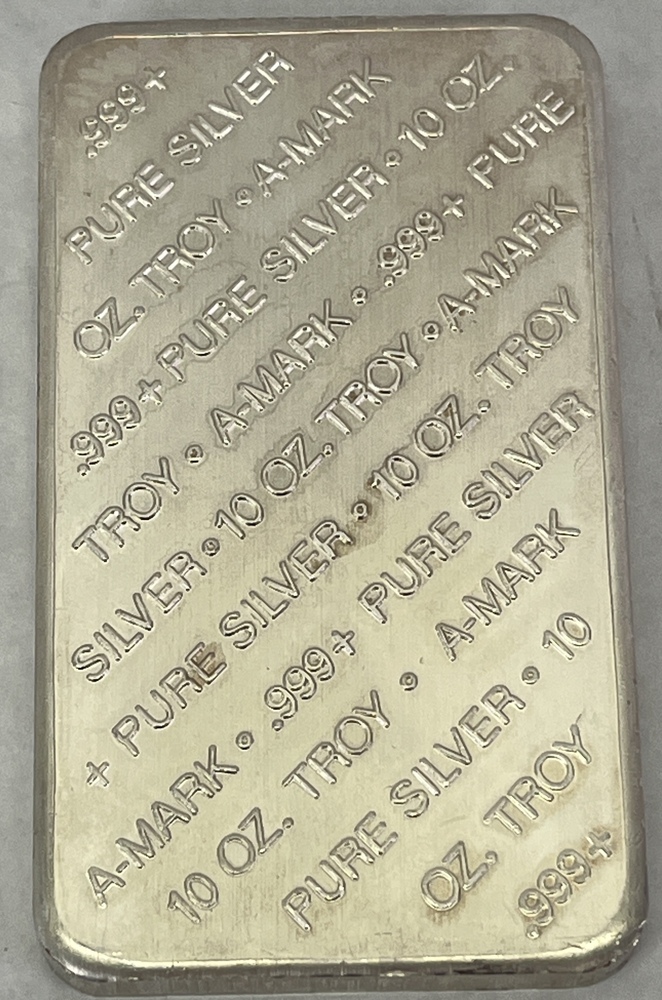 .999+
PURE SILVER
OZ. TROY • A-MARK
.999+ PURE SILVER • 10 OZ.
TROY • A-MARK • .999+ PURE
SILVER • 10 OZ. TROY • A-MARK
+ PURE SILVER • 10 OZ. TROY
A-MARK • .999+ PURE SILVER
10 OZ. TROY • A-MARK
PURE SILVER • 10
OZ. TROY
.999+